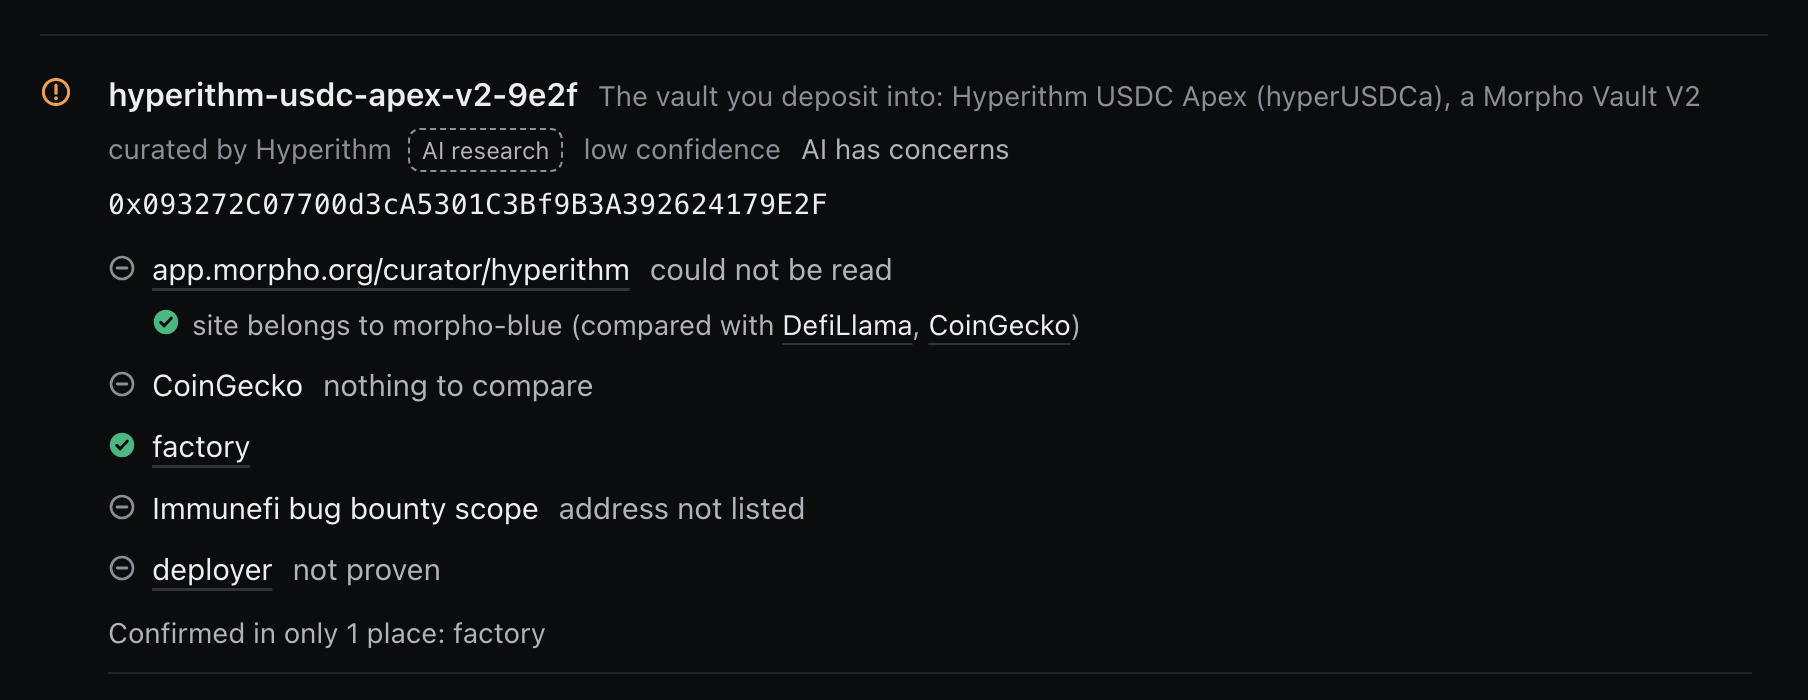 hyperithm-usdc-apex-v2-9e2f The vault you deposit into: Hyperithm USDC Apex (hyperUSDCa), a Morpho Vault V2
curated by Hyperithm AI research low confidence AI has concerns
0x093272C07700d3cA5301C3Bf9B3A392624179E2F
app.morpho.org/curator/hyperithm could not be read
site belongs to morpho-blue (compared with DefiLlama, CoinGecko)
CoinGecko nothing to compare
factory
Immunefi bug bounty scope address not listed
deployer not proven
Confirmed in only 1 place: factory